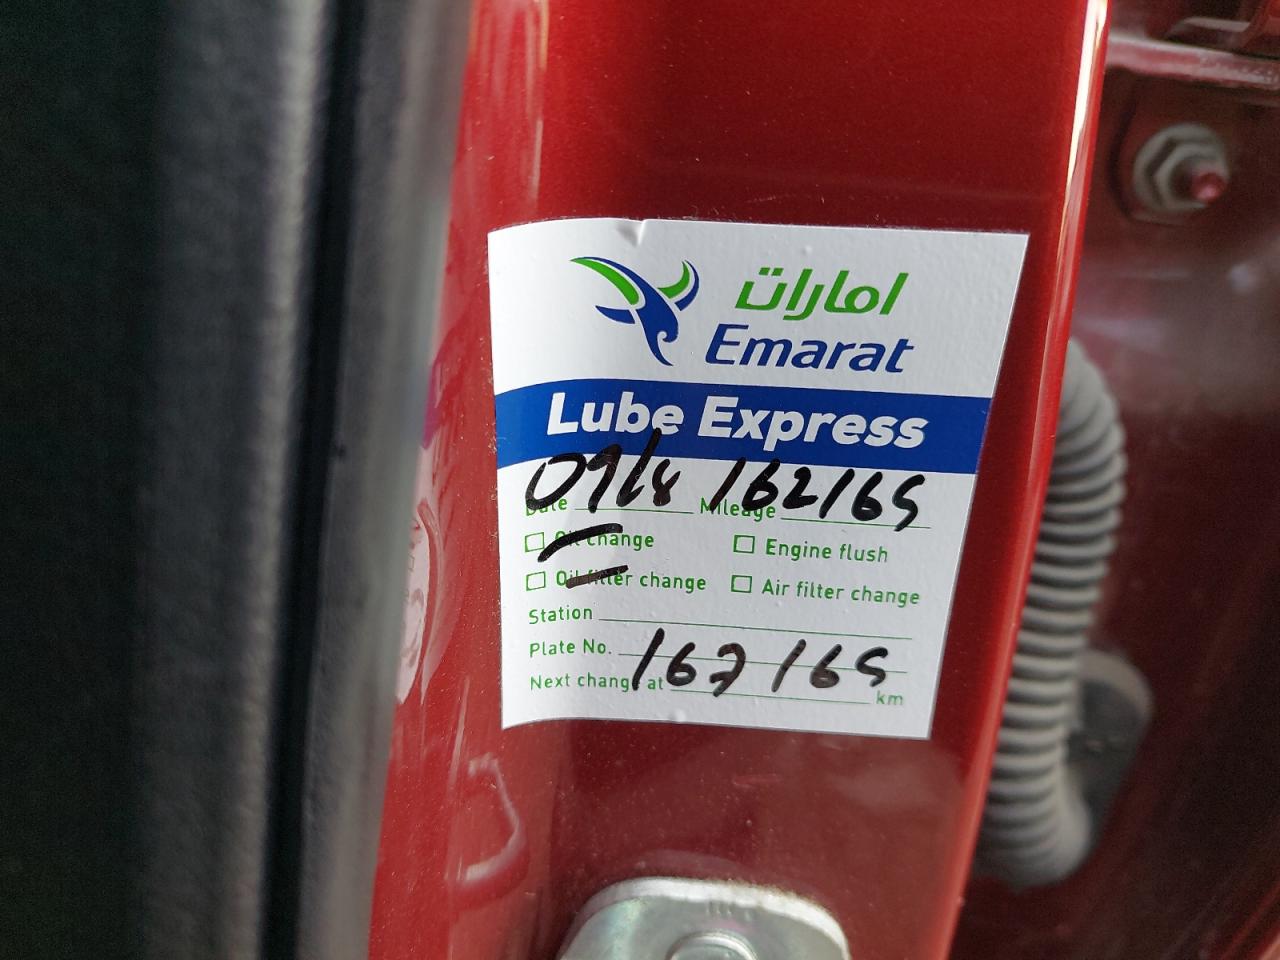 امارات
Emarat
Lube Express
Date 09/8 Mileage 162165
Oil change Engine flush
Oil filter change Air filter change
Station
Plate No.
Next change at 167165 km